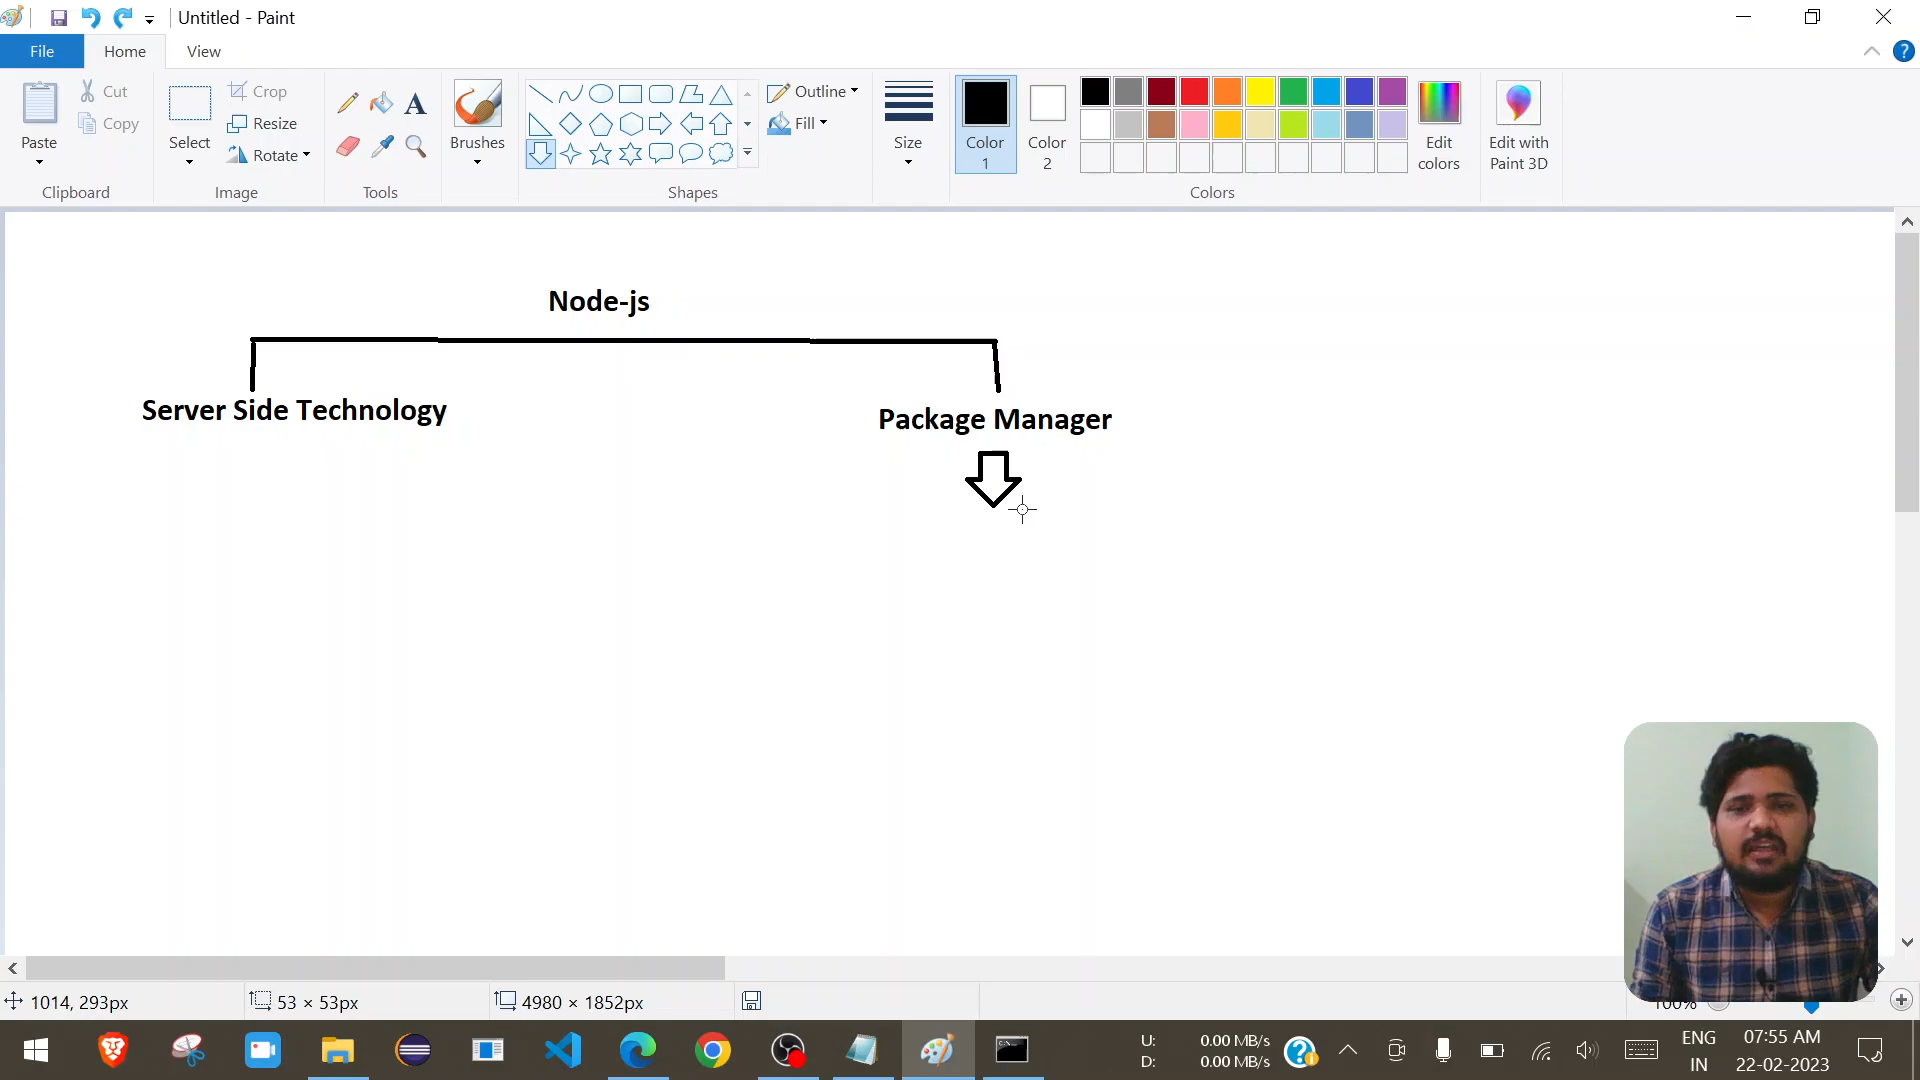 Untitled - Paint
File Home View
Paste
Cut
Copy
Clipboard
Select
Crop
Resize
Rotate
Image
A
Tools
Brushes
Shapes
Outline
Fill
Size
Color 1
Color 2
Edit colors
Colors
Edit with Paint 3D
Node-js
Server Side Technology
Package Manager
1014, 293px
53 × 53px
4980 × 1852px
100%
U: 0.00 MB/s
D: 0.00 MB/s
ENG
IN
07:55 AM
22-02-2023